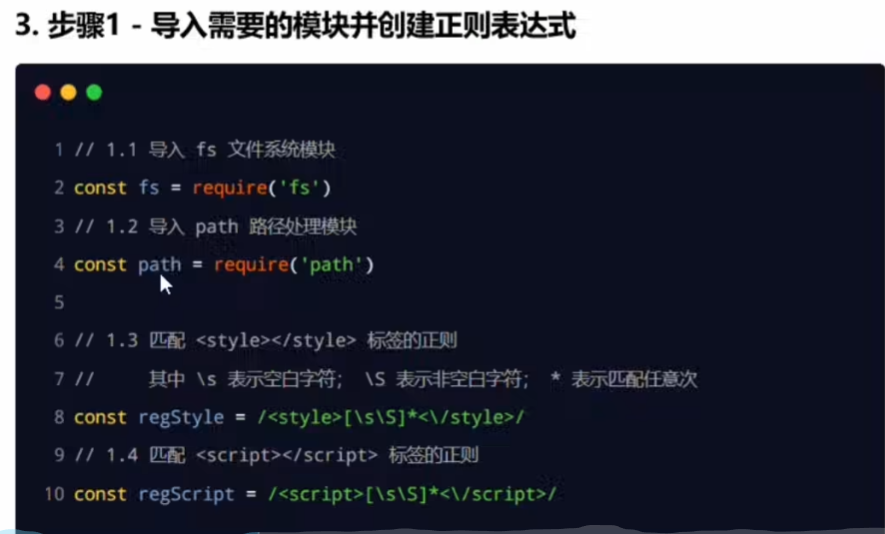 3. 步骤1 - 导入需要的模块并创建正则表达式
1 // 1.1 导入 fs 文件系统模块
2 const fs = require('fs')
3 // 1.2 导入 path 路径处理模块
4 const path = require('path')
5
6 // 1.3 匹配 <style></style> 标签的正则
7 //     其中 \s 表示空白字符； \S 表示非空白字符； * 表示匹配任意次
8 const regStyle = /<style>[\s\S]*<\/style>/
9 // 1.4 匹配 <script></script> 标签的正则
10 const regScript = /<script>[\s\S]*<\/script>/